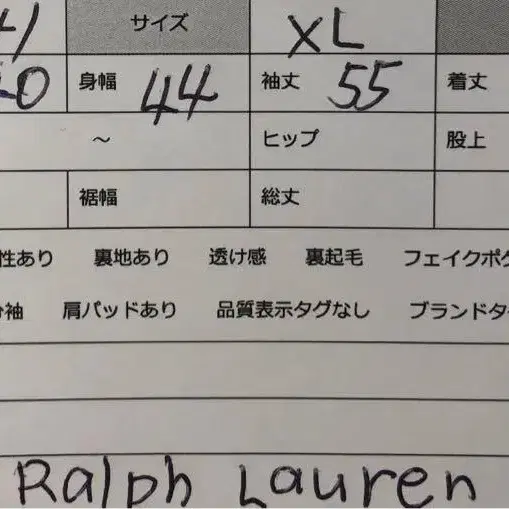 サイズ XL
身幅 44 袖丈 55 着丈
～ ヒップ 股上
裾幅 総丈
性あり 裏地あり 透け感 裏起毛 フェイクポケ
袖 肩パッドあり 品質表示タグなし ブランドタ
Ralph Lauren